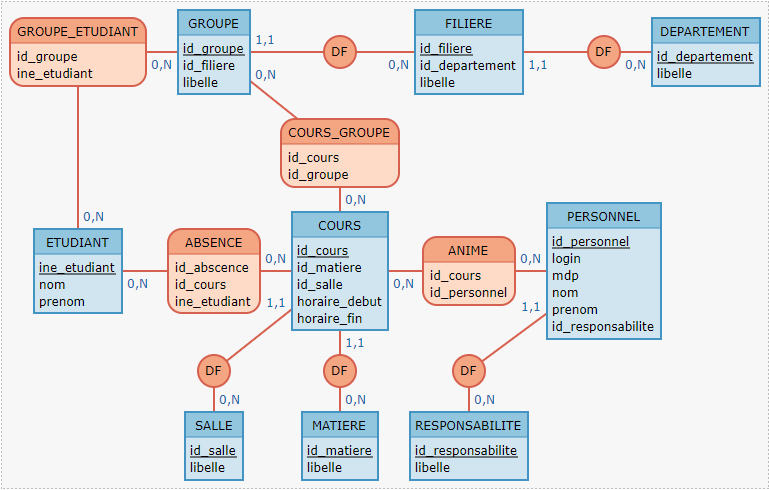 GROUPE_ETUDIANT
id_groupe
ine_etudiant
GROUPE
id_groupe
id_filiere
libelle
1,1
0,N
0,N
DF
0,N
FILIERE
id_filiere
id_departement
libelle
1,1
DF
0,N
DEPARTEMENT
id_departement
libelle
COURS_GROUPE
id_cours
id_groupe
0,N
0,N
ETUDIANT
ine_etudiant
nom
prenom
0,N
ABSENCE
id_abscence
id_cours
ine_etudiant
0,N
1,1
COURS
id_cours
id_matiere
id_salle
horaire_debut
horaire_fin
0,N
1,1
ANIME
id_cours
id_personnel
0,N
1,1
PERSONNEL
id_personnel
login
mdp
nom
prenom
id_responsabilite
DF
0,N
DF
0,N
DF
0,N
SALLE
id_salle
libelle
MATIERE
id_matiere
libelle
RESPONSABILITE
id_responsabilite
libelle